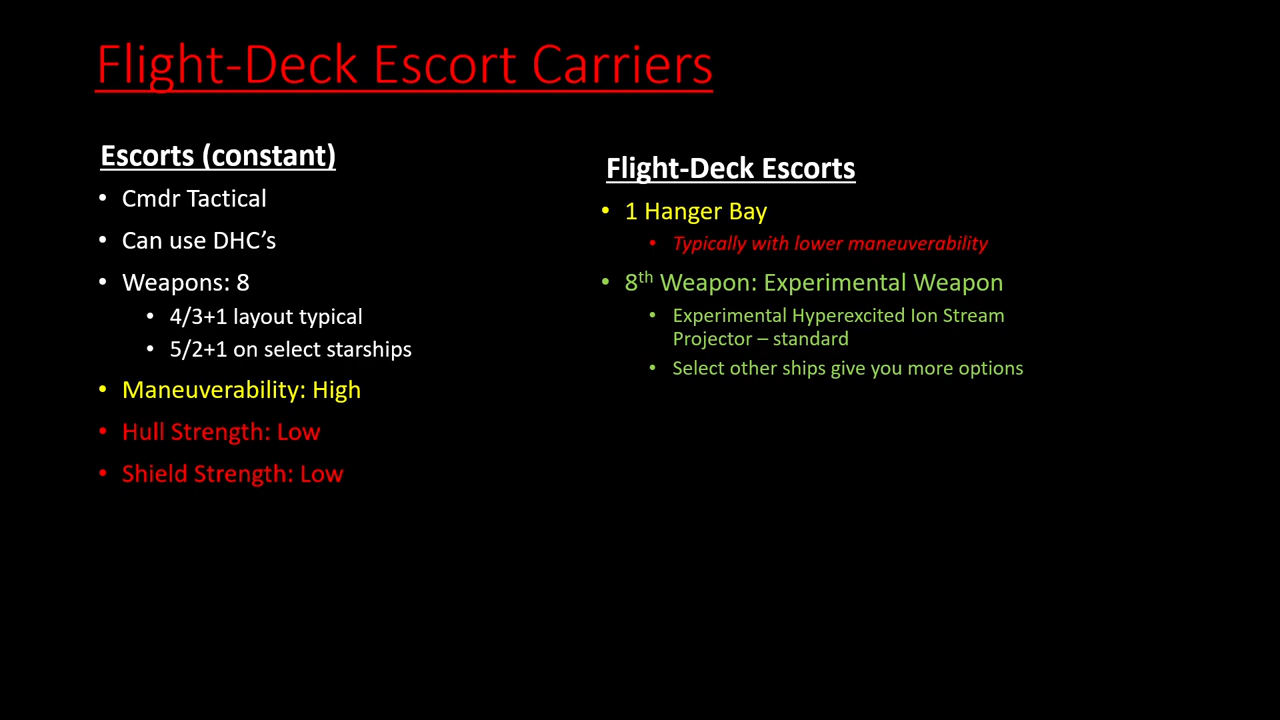 Flight-Deck Escort Carriers
Escorts (constant)
• Cmdr Tactical
• Can use DHC's
• Weapons: 8
• 4/3+1 layout typical
• 5/2+1 on select starships
• Maneuverability: High
• Hull Strength: Low
• Shield Strength: Low
Flight-Deck Escorts
• 1 Hanger Bay
• Typically with lower maneuverability
• 8th Weapon: Experimental Weapon
• Experimental Hyperexcited Ion Stream
Projector – standard
• Select other ships give you more options